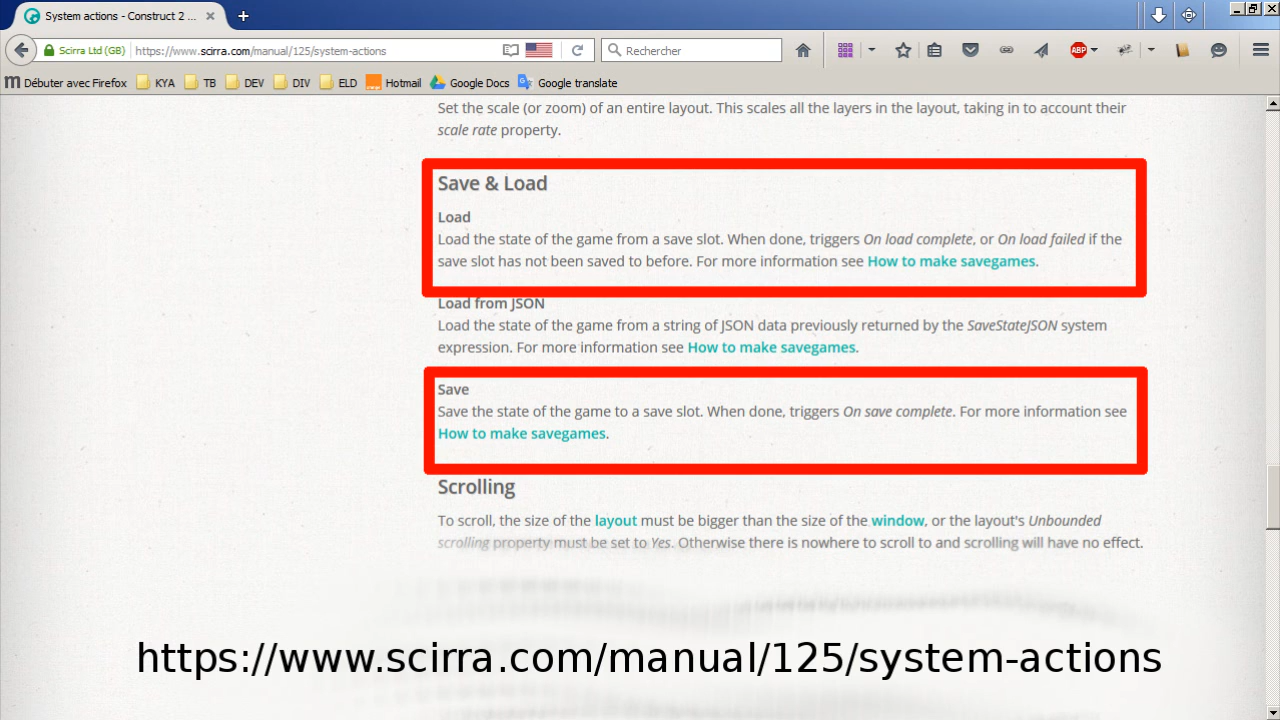 System actions - Construct 2 ...
Scirra Ltd (GB) https://www.scirra.com/manual/125/system-actions
Rechercher
ABP
Débuter avec Firefox KYA TB DEV DIV ELD Hotmail Google Docs Google translate
Set the scale (or zoom) of an entire layout. This scales all the layers in the layout, taking in to account their
scale rate property.
Save & Load
Load
Load the state of the game from a save slot. When done, triggers On load complete, or On load failed if the
save slot has not been saved to before. For more information see How to make savegames.
Load from JSON
Load the state of the game from a string of JSON data previously returned by the SaveStateJSON system
expression. For more information see How to make savegames.
Save
Save the state of the game to a save slot. When done, triggers On save complete. For more information see
How to make savegames.
Scrolling
To scroll, the size of the layout must be bigger than the size of the window, or the layout's Unbounded
scrolling property must be set to Yes. Otherwise there is nowhere to scroll to and scrolling will have no effect.
https://www.scirra.com/manual/125/system-actions